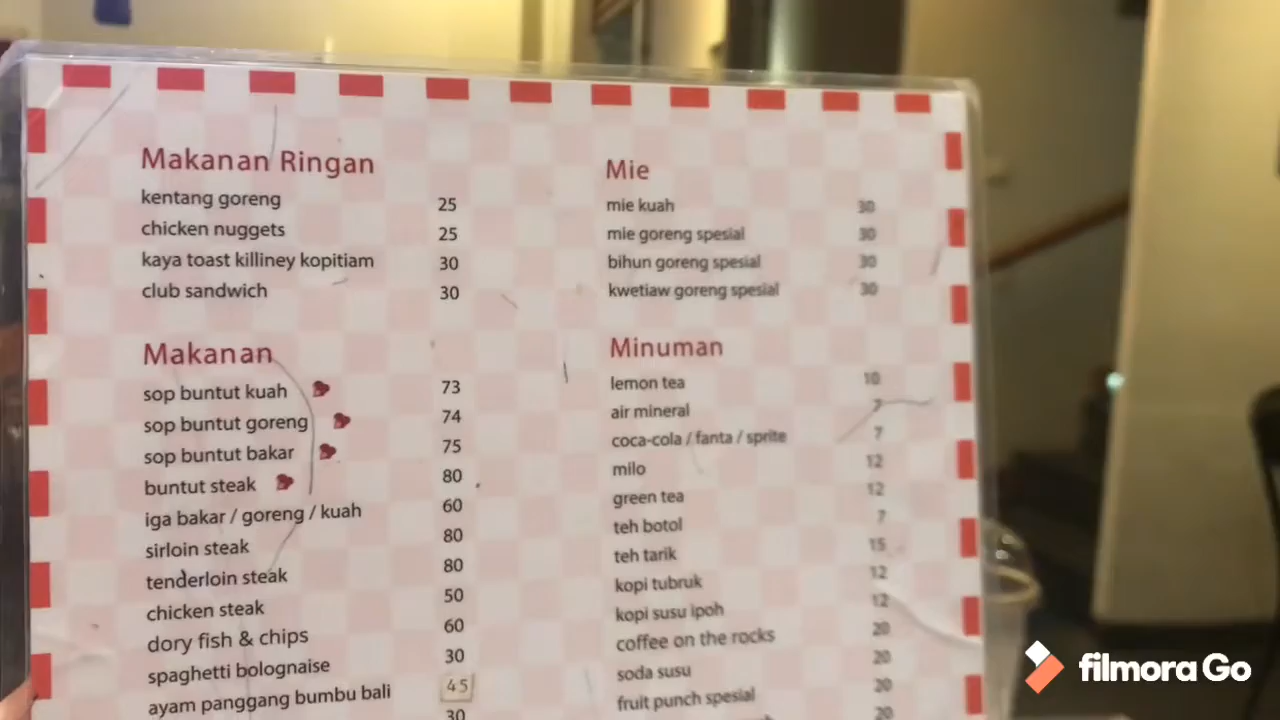 Makanan Ringan
kentang goreng 25
chicken nuggets 25
kaya toast killiney kopitiam 30
club sandwich 30
Makanan
sop buntut kuah 73
sop buntut goreng 74
sop buntut bakar 75
buntut steak 80
iga bakar / goreng / kuah 60
sirloin steak 80
tenderloin steak 80
chicken steak 50
dory fish & chips 60
spaghetti bolognaise 30
ayam panggang bumbu bali 45
30
Mie
mie kuah 30
mie goreng spesial 30
bihun goreng spesial 30
kwetiaw goreng spesial 30
Minuman
lemon tea 10
air mineral 7
coca-cola / fanta / sprite 7
milo 12
green tea 12
teh botol 7
teh tarik 15
kopi tubruk 12
kopi susu ipoh 12
coffee on the rocks 20
soda susu 20
fruit punch spesial 20
20
filmora Go